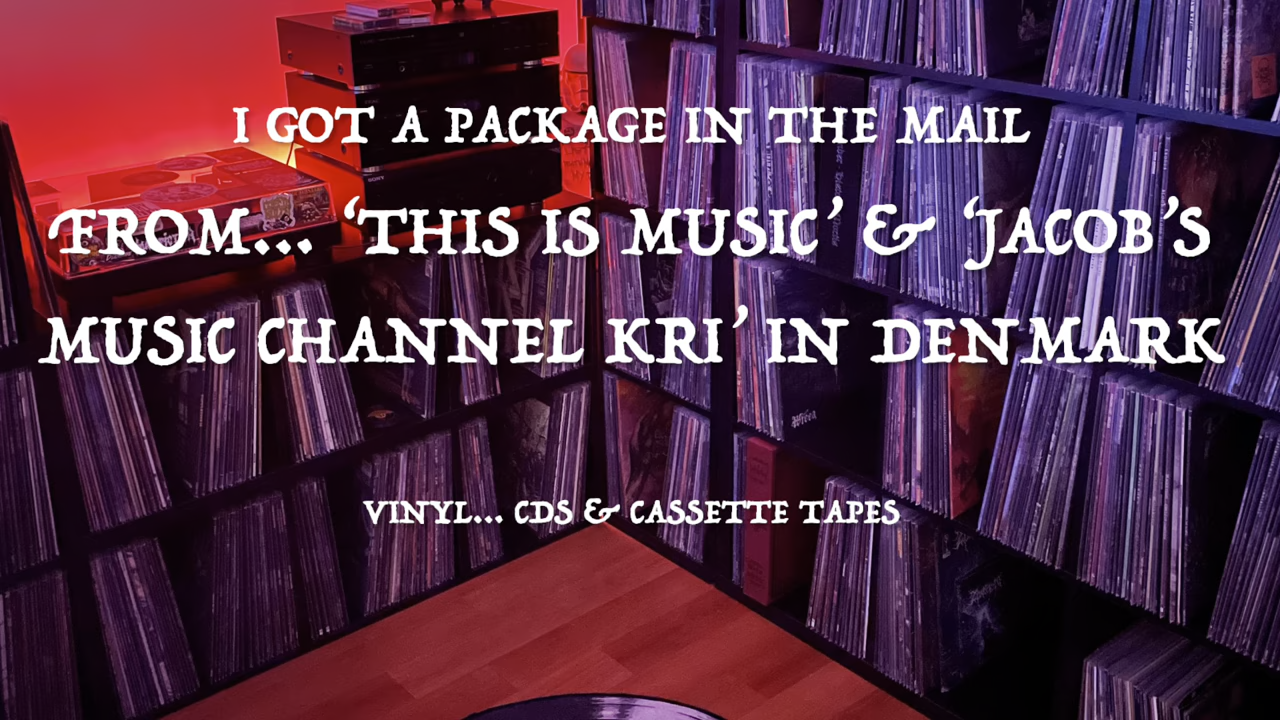 I GOT A PACKAGE IN THE MAIL
FROM... ‘THIS IS MUSIC’ & ‘JACOB’S
MUSIC CHANNEL KRI’ IN DENMARK
VINYL... CDS & CASSETTE TAPES
SONY